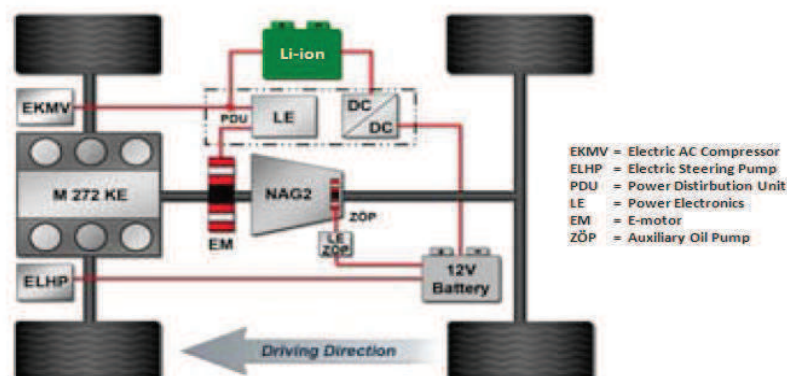 Li-ion
EKMV
PDU
LE
DC
DC
M 272 KE
NAG2
EM
ZÖP
LE
ZÖP
12V
Battery
ELHP
Driving Direction
EKMV = Electric AC Compressor
ELHP = Electric Steering Pump
PDU = Power Distirbution Unit
LE = Power Electronics
EM = E-motor
ZÖP = Auxiliary Oil Pump